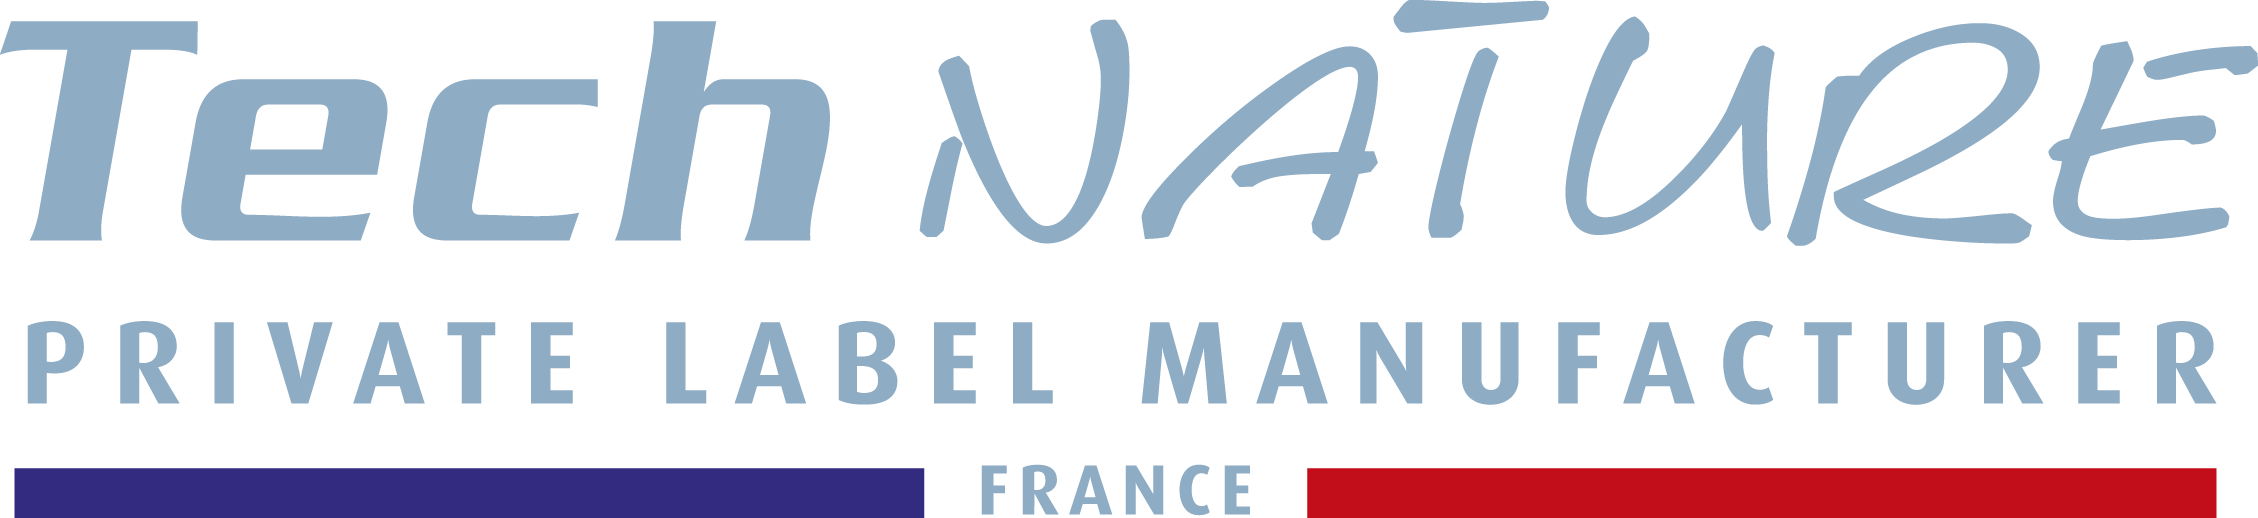 Tech NATURE
PRIVATE LABEL MANUFACTURER
FRANCE